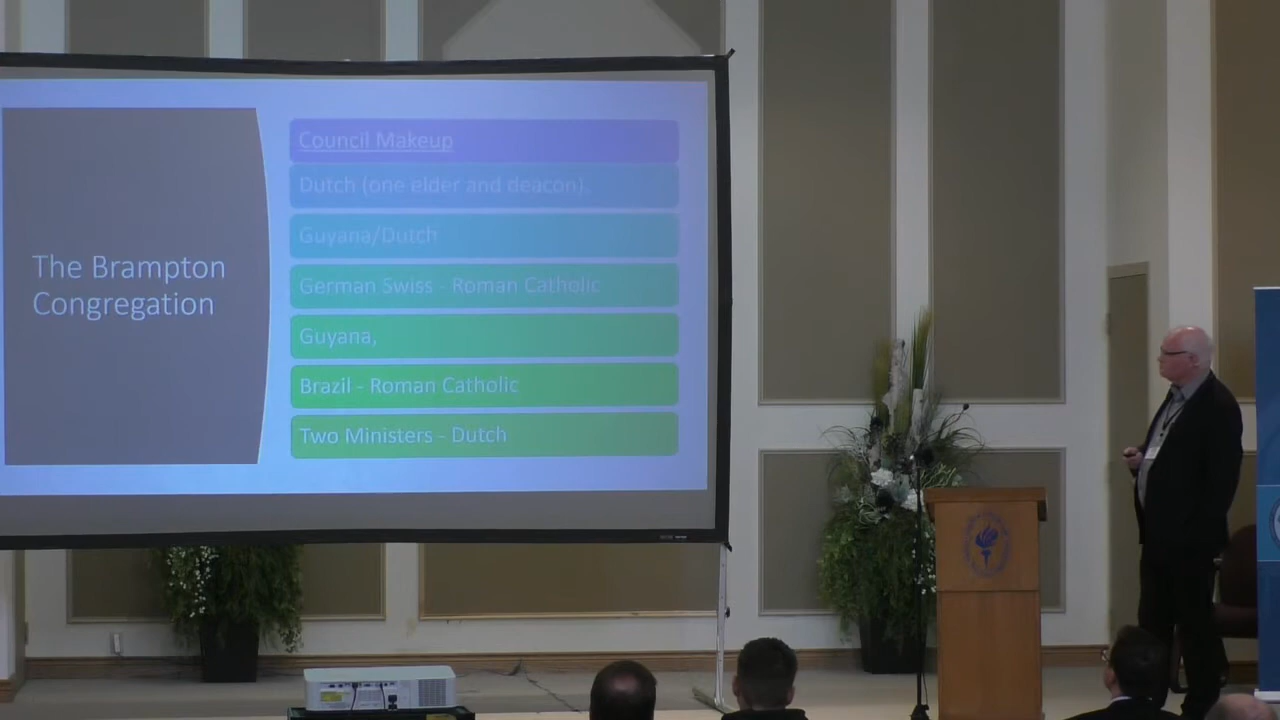 The Brampton
Congregation
Council Makeup
Dutch (one elder and deacon),
Guyana/Dutch
German Swiss - Roman Catholic
Guyana,
Brazil - Roman Catholic
Two Ministers - Dutch